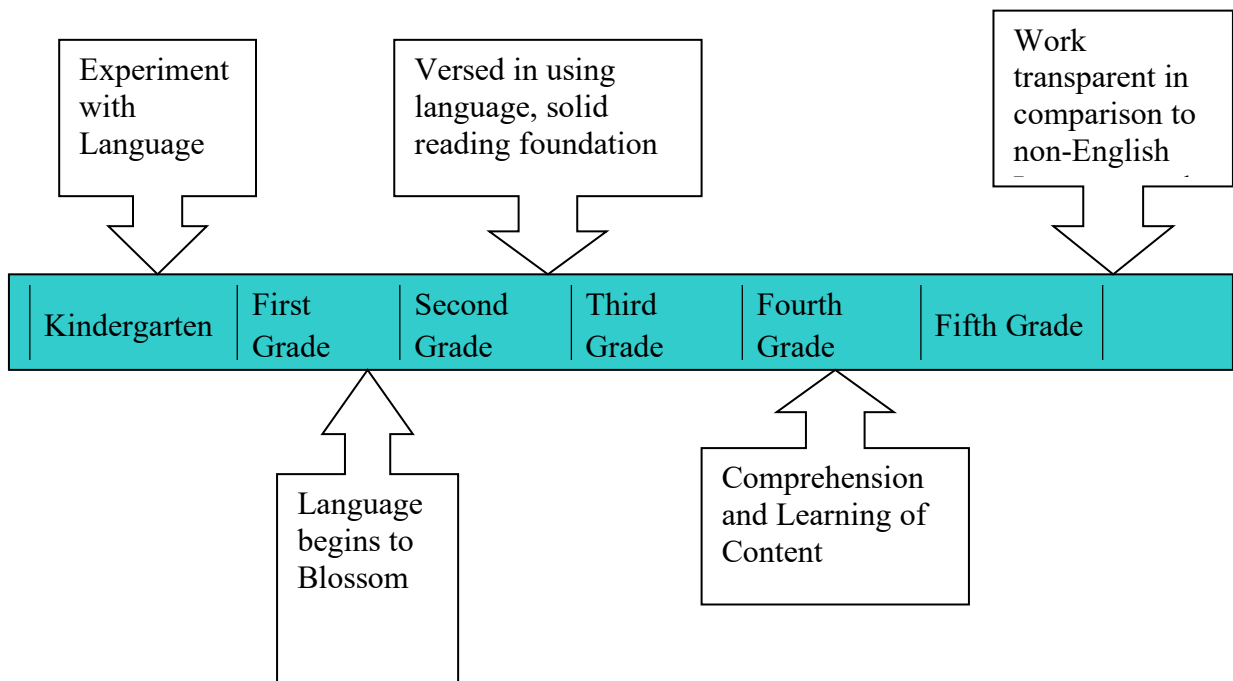 Experiment
with
Language
Versed in using
language, solid
reading foundation
Work
transparent in
comparison to
non-English
Kindergarten
First
Grade
Second
Grade
Third
Grade
Fourth
Grade
Fifth Grade
Language
begins to
Blossom
Comprehension
and Learning of
Content